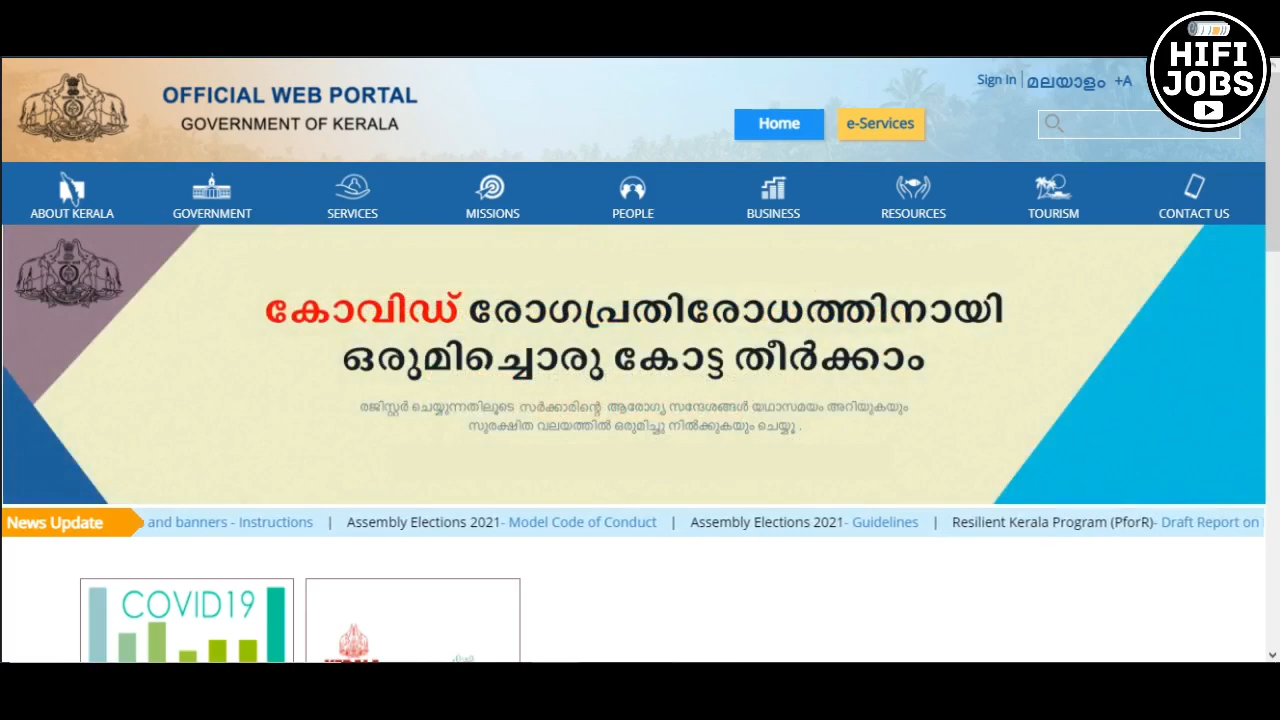 HIFI
JOBS
OFFICIAL WEB PORTAL
GOVERNMENT OF KERALA
Sign In | മലയാളം +A
Home
e-Services
ABOUT KERALA
GOVERNMENT
SERVICES
MISSIONS
PEOPLE
BUSINESS
RESOURCES
TOURISM
CONTACT US
കോവിഡ് രോഗപ്രതിരോധത്തിനായി
ഒരുമിച്ചൊരു കോട്ട തീർക്കാം
രജിസ്റ്റർ ചെയ്യുന്നതിലൂടെ സർക്കാരിന്റെ ആരോഗ്യ സന്ദേശങ്ങൾ യഥാസമയം അറിയുകയും
സുരക്ഷിത വലയത്തിൽ ഒരുമിച്ചു നിൽക്കുകയും ചെയ്യൂ .
News Update
and banners - Instructions | Assembly Elections 2021- Model Code of Conduct | Assembly Elections 2021- Guidelines | Resilient Kerala Program (PforR)- Draft Report on
COVID19